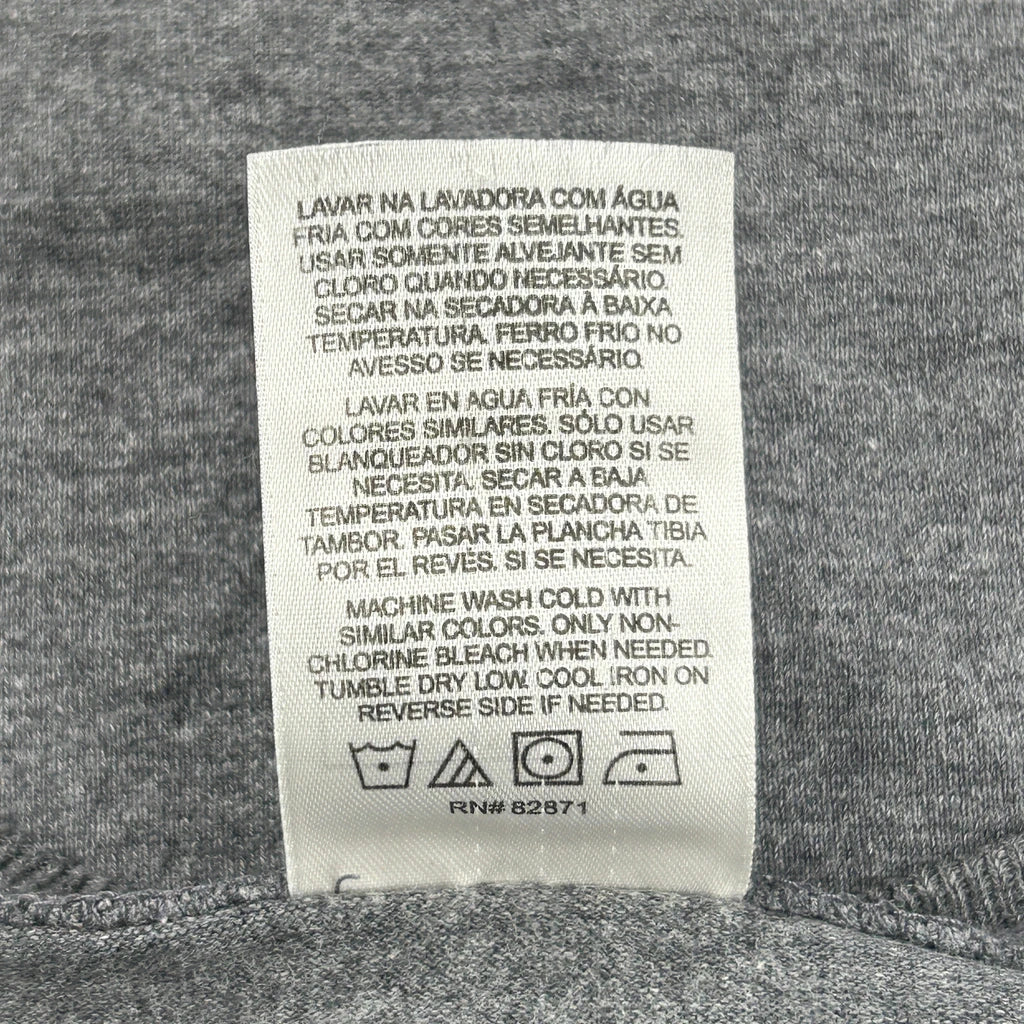 LAVAR NA LAVADORA COM ÁGUA
FRIA COM CORES SEMELHANTES.
USAR SOMENTE ALVEJANTE SEM
CLORO QUANDO NECESSÁRIO.
SECAR NA SECADORA À BAIXA
TEMPERATURA. FERRO FRIO NO
AVESSO SE NECESSÁRIO.
LAVAR EN AGUA FRÍA CON
COLORES SIMILARES. SÓLO USAR
BLANQUEADOR SIN CLORO SI SE
NECESITA. SECAR A BAJA
TEMPERATURA EN SECADORA DE
TAMBOR. PASAR LA PLANCHA TIBIA
POR EL REVÉS. SI SE NECESITA.
MACHINE WASH COLD WITH
SIMILAR COLORS. ONLY NON-
CHLORINE BLEACH WHEN NEEDED.
TUMBLE DRY LOW. COOL IRON ON
REVERSE SIDE IF NEEDED.
RN# 82871